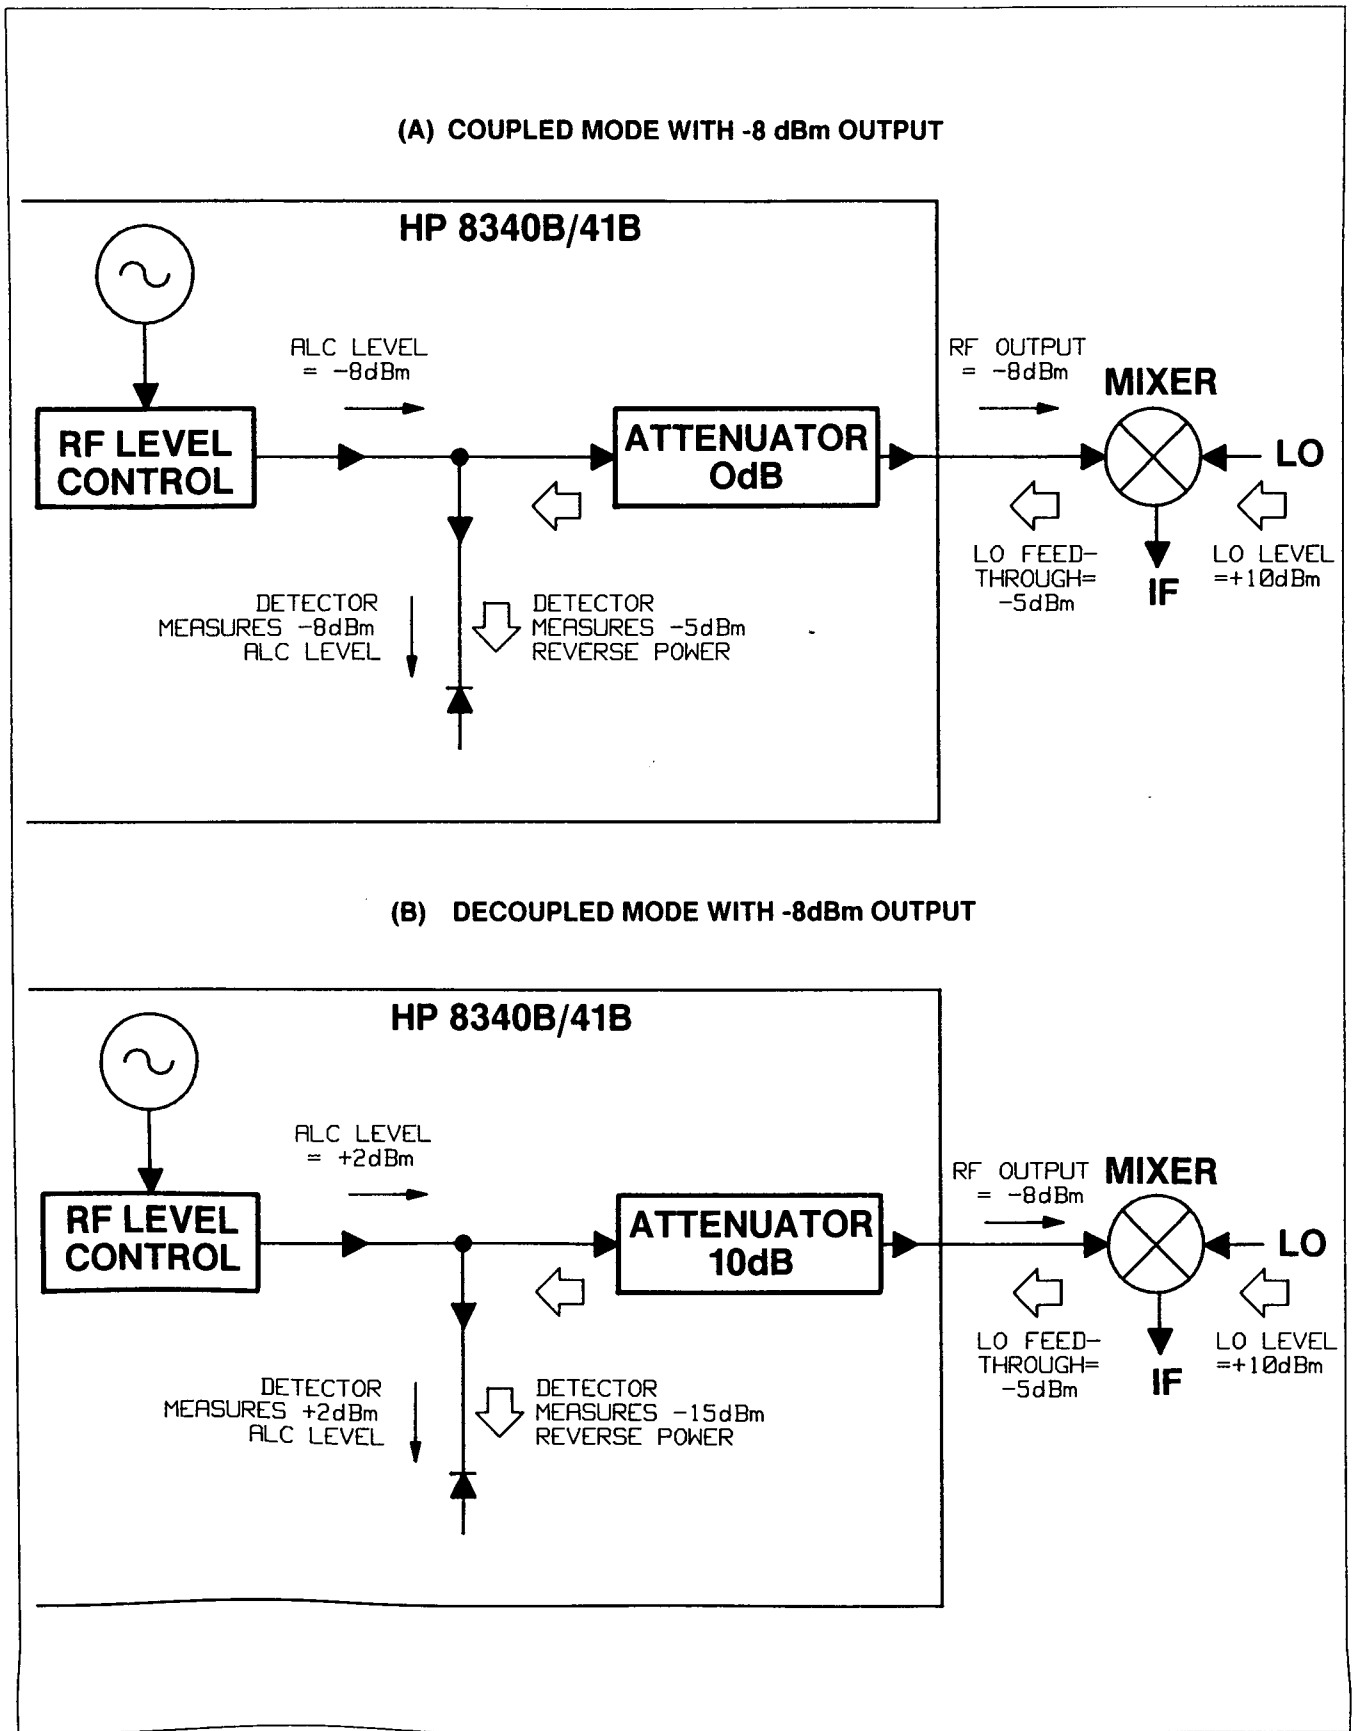 (A) COUPLED MODE WITH -8 dBm OUTPUT
HP 8340B/41B
ALC LEVEL
= -8dBm
RF OUTPUT
= -8dBm
MIXER
RF LEVEL
CONTROL
ATTENUATOR
0dB
LO
LO FEED-
THROUGH=
-5dBm
IF
LO LEVEL
=+10dBm
DETECTOR
MEASURES -8dBm
ALC LEVEL
DETECTOR
MEASURES -5dBm
REVERSE POWER
(B) DECOUPLED MODE WITH -8dBm OUTPUT
HP 8340B/41B
ALC LEVEL
= +2dBm
RF OUTPUT
= -8dBm
MIXER
RF LEVEL
CONTROL
ATTENUATOR
10dB
LO
LO FEED-
THROUGH=
-5dBm
IF
LO LEVEL
=+10dBm
DETECTOR
MEASURES +2dBm
ALC LEVEL
DETECTOR
MEASURES -15dBm
REVERSE POWER